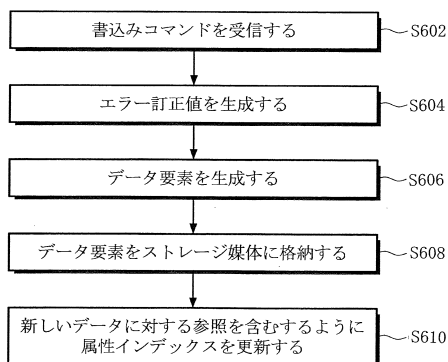 書込みコマンドを受信する
S602
エラー訂正値を生成する
S604
データ要素を生成する
S606
データ要素をストレージ媒体に格納する
S608
新しいデータに対する参照を含むするように
属性インデックスを更新する
S610